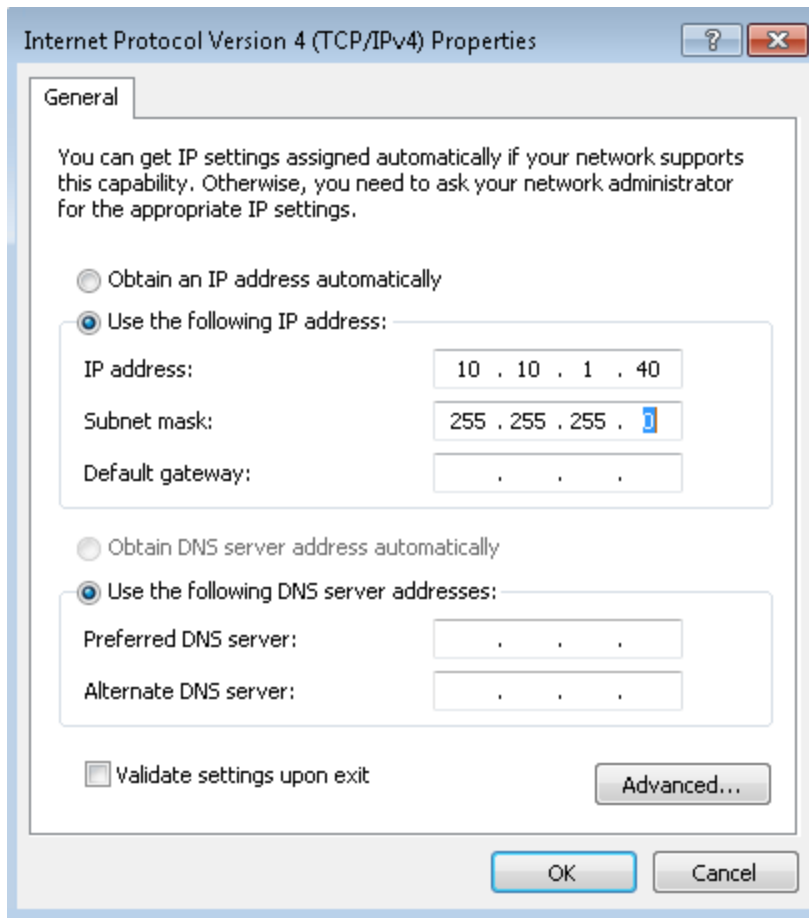 Internet Protocol Version 4 (TCP/IPv4) Properties
General
You can get IP settings assigned automatically if your network supports
this capability. Otherwise, you need to ask your network administrator
for the appropriate IP settings.
Obtain an IP address automatically
Use the following IP address:
IP address: 10 . 10 . 1 . 40
Subnet mask: 255 . 255 . 255 . 0
Default gateway: . . .
Obtain DNS server address automatically
Use the following DNS server addresses:
Preferred DNS server: . . .
Alternate DNS server: . . .
Validate settings upon exit
Advanced...
OK Cancel